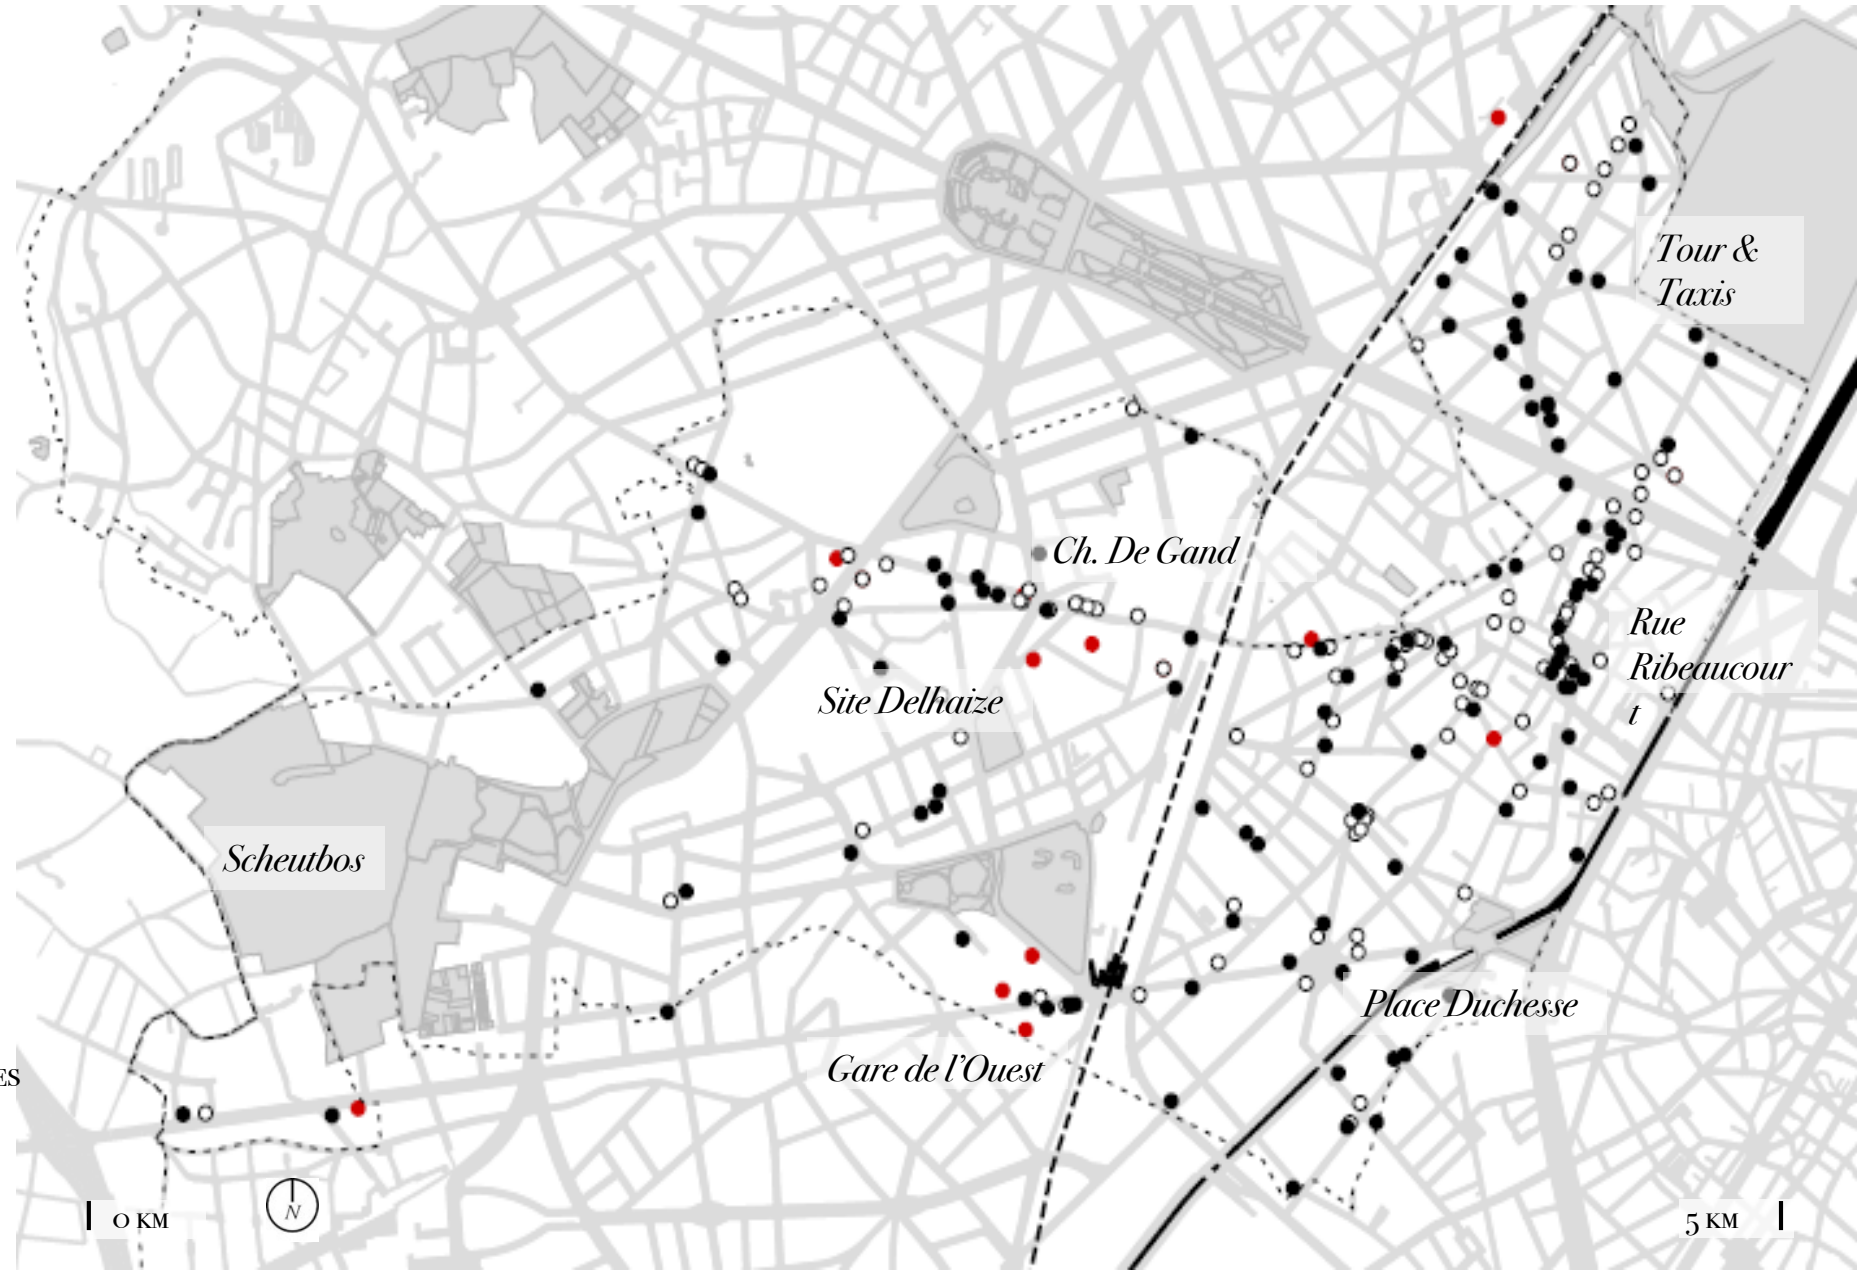 Tour &
Taxis
Ch. De Gand
Rue
Ribeaucour
t
Site Delhaize
Scheutbos
Place Duchesse
Gare de l'Ouest
ES
0 KM
N
5 KM